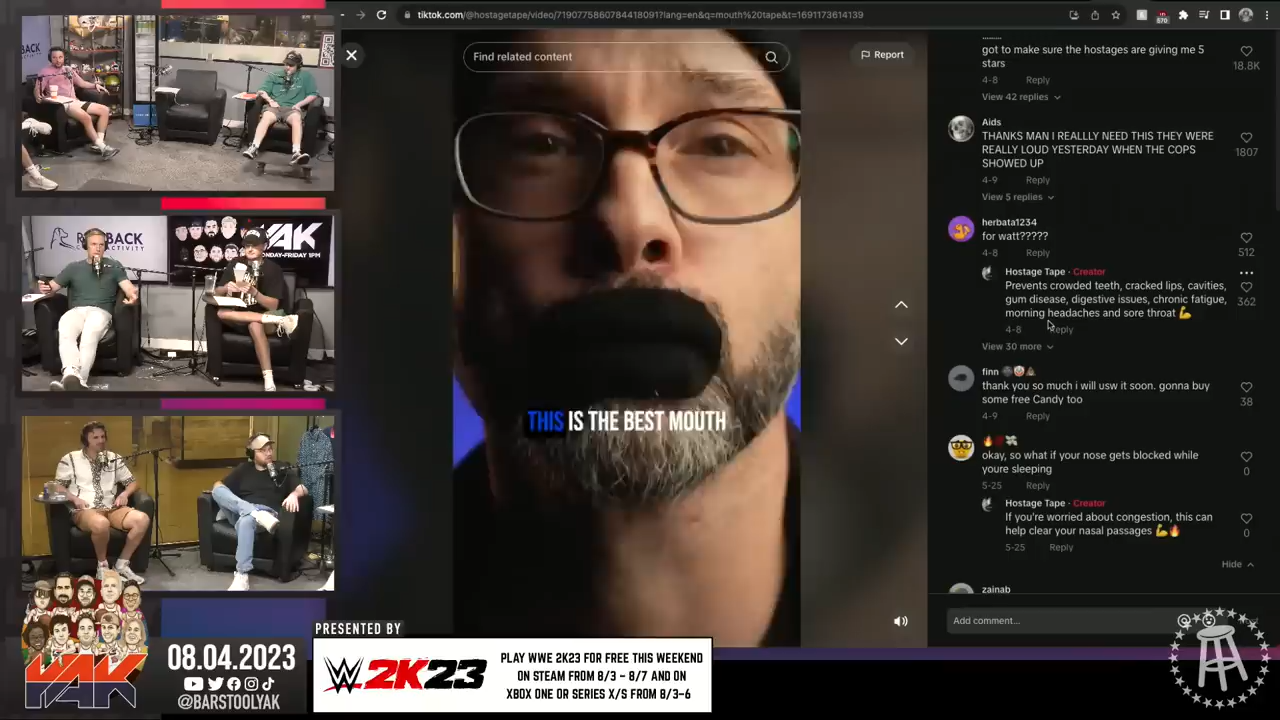 tiktok.com/@hostagetape/video/7190775860784418091?lang=en&q=mouth%20tape&t=1691173614139
570
Find related content
Report
got to make sure the hostages are giving me 5
stars
18.8K
4-8 Reply
View 42 replies
Aids
THANKS MAN I REALLLY NEED THIS THEY WERE
REALLY LOUD YESTERDAY WHEN THE COPS
SHOWED UP
1807
4-9 Reply
View 5 replies
herbata1234
for watt?????
4-8 Reply
512
Hostage Tape · Creator
Prevents crowded teeth, cracked lips, cavities,
gum disease, digestive issues, chronic fatigue,
morning headaches and sore throat 💪
362
4-8 Reply
View 30 more
finn 🌚🤡💩
thank you so much i will usw it soon. gonna buy
some free Candy too
38
4-9 Reply
okay, so what if your nose gets blocked while
youre sleeping
0
5-25 Reply
Hostage Tape · Creator
If you're worried about congestion, this can
help clear your nasal passages 💪🔥
0
5-25 Reply
Hide
zainab
Add comment...
THIS IS THE BEST MOUTH
BACK
YAK
MONDAY-FRIDAY 1PM
YAK
08.04.2023
@BARSTOOLYAK
PRESENTED BY
W 2K23
PLAY WWE 2K23 FOR FREE THIS WEEKEND
ON STEAM FROM 8/3 - 8/7 AND ON
XBOX ONE OR SERIES X/S FROM 8/3-6